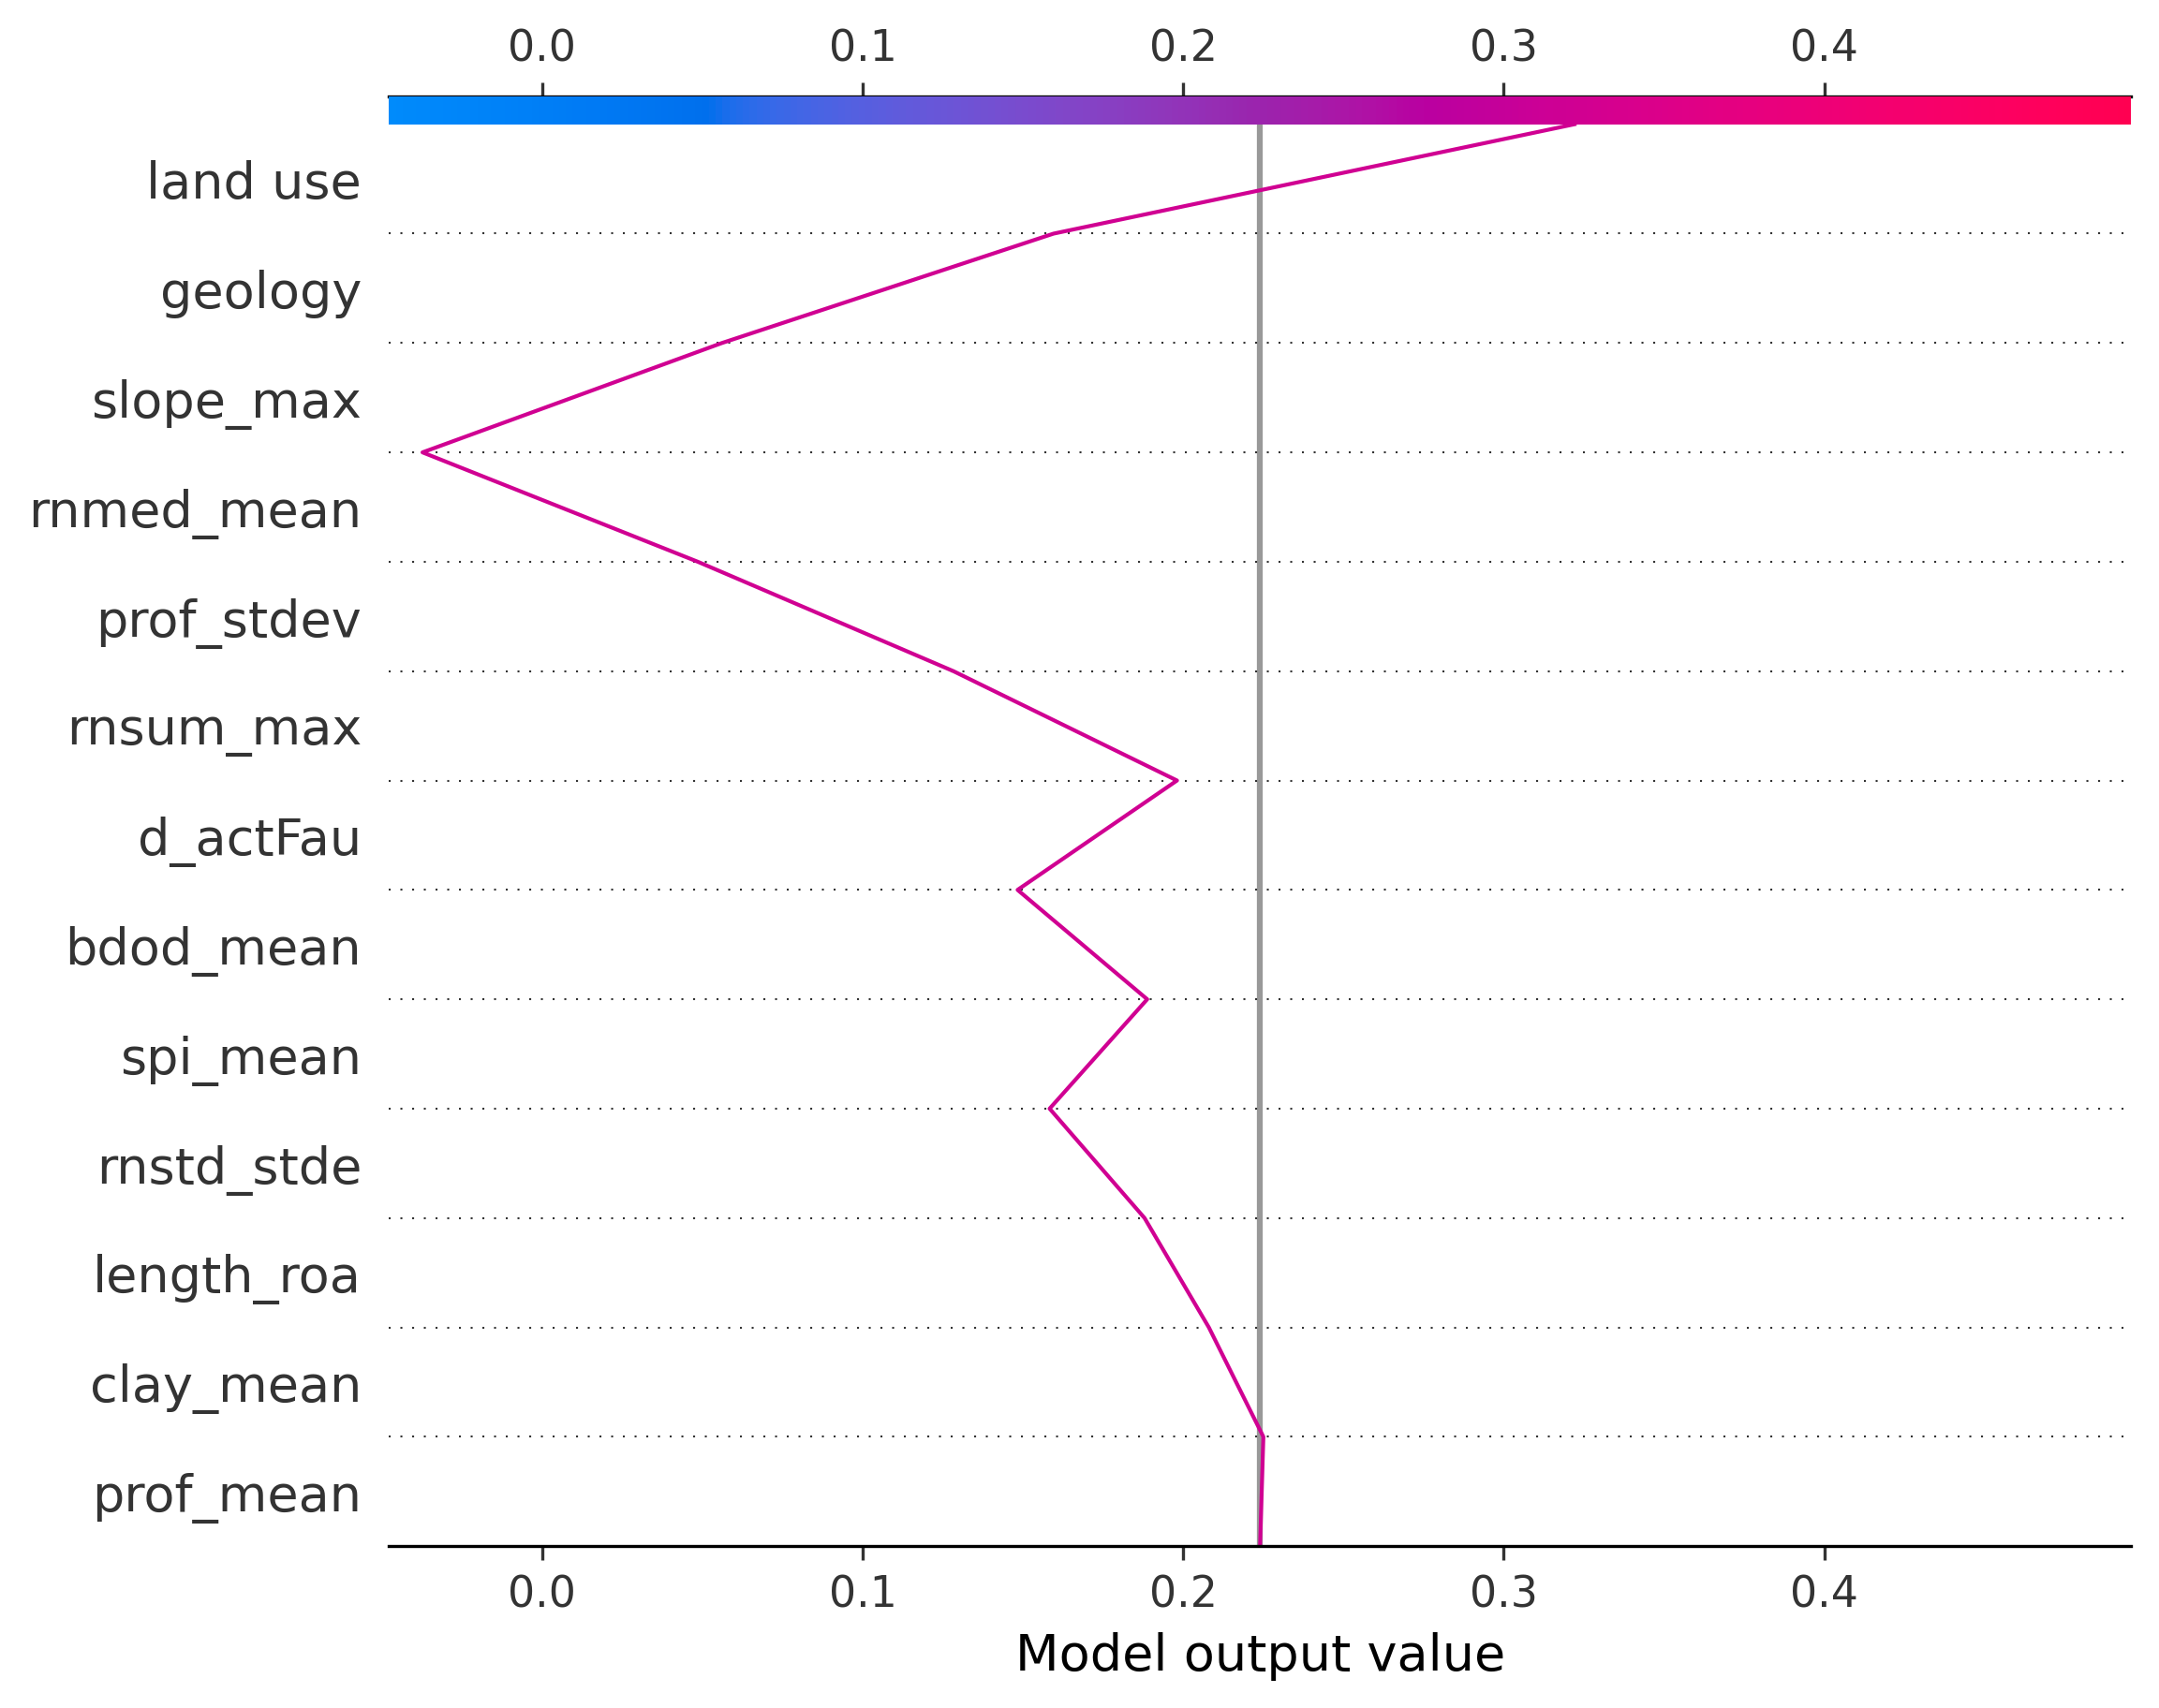 0.0 0.1 0.2 0.3 0.4
land use
geology
slope_max
rnmed_mean
prof_stdev
rnsum_max
d_actFau
bdod_mean
spi_mean
rnstd_stde
length_roa
clay_mean
prof_mean
0.0 0.1 0.2 0.3 0.4
Model output value